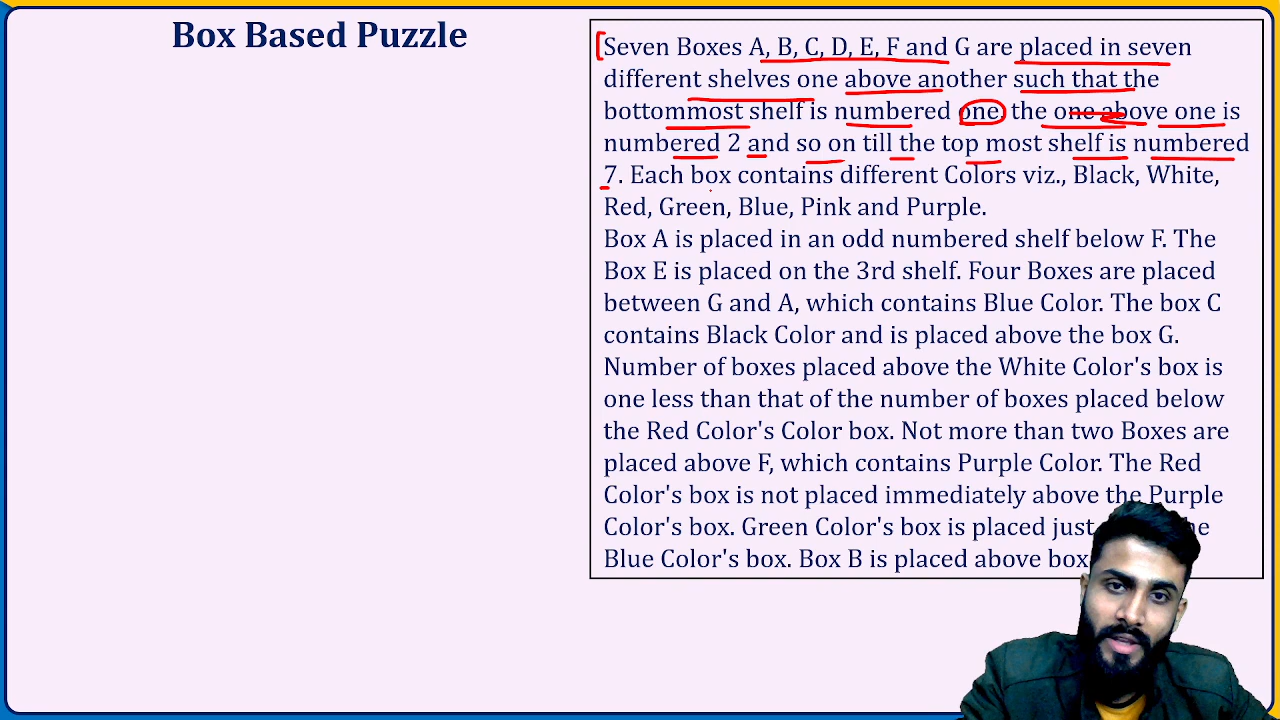 Box Based Puzzle
Seven Boxes A, B, C, D, E, F and G are placed in seven
different shelves one above another such that the
bottommost shelf is numbered one, the one above one is
numbered 2 and so on till the top most shelf is numbered
7. Each box contains different Colors viz., Black, White,
Red, Green, Blue, Pink and Purple.
Box A is placed in an odd numbered shelf below F. The
Box E is placed on the 3rd shelf. Four Boxes are placed
between G and A, which contains Blue Color. The box C
contains Black Color and is placed above the box G.
Number of boxes placed above the White Color's box is
one less than that of the number of boxes placed below
the Red Color's Color box. Not more than two Boxes are
placed above F, which contains Purple Color. The Red
Color's box is not placed immediately above the Purple
Color's box. Green Color's box is placed just
Blue Color's box. Box B is placed above box